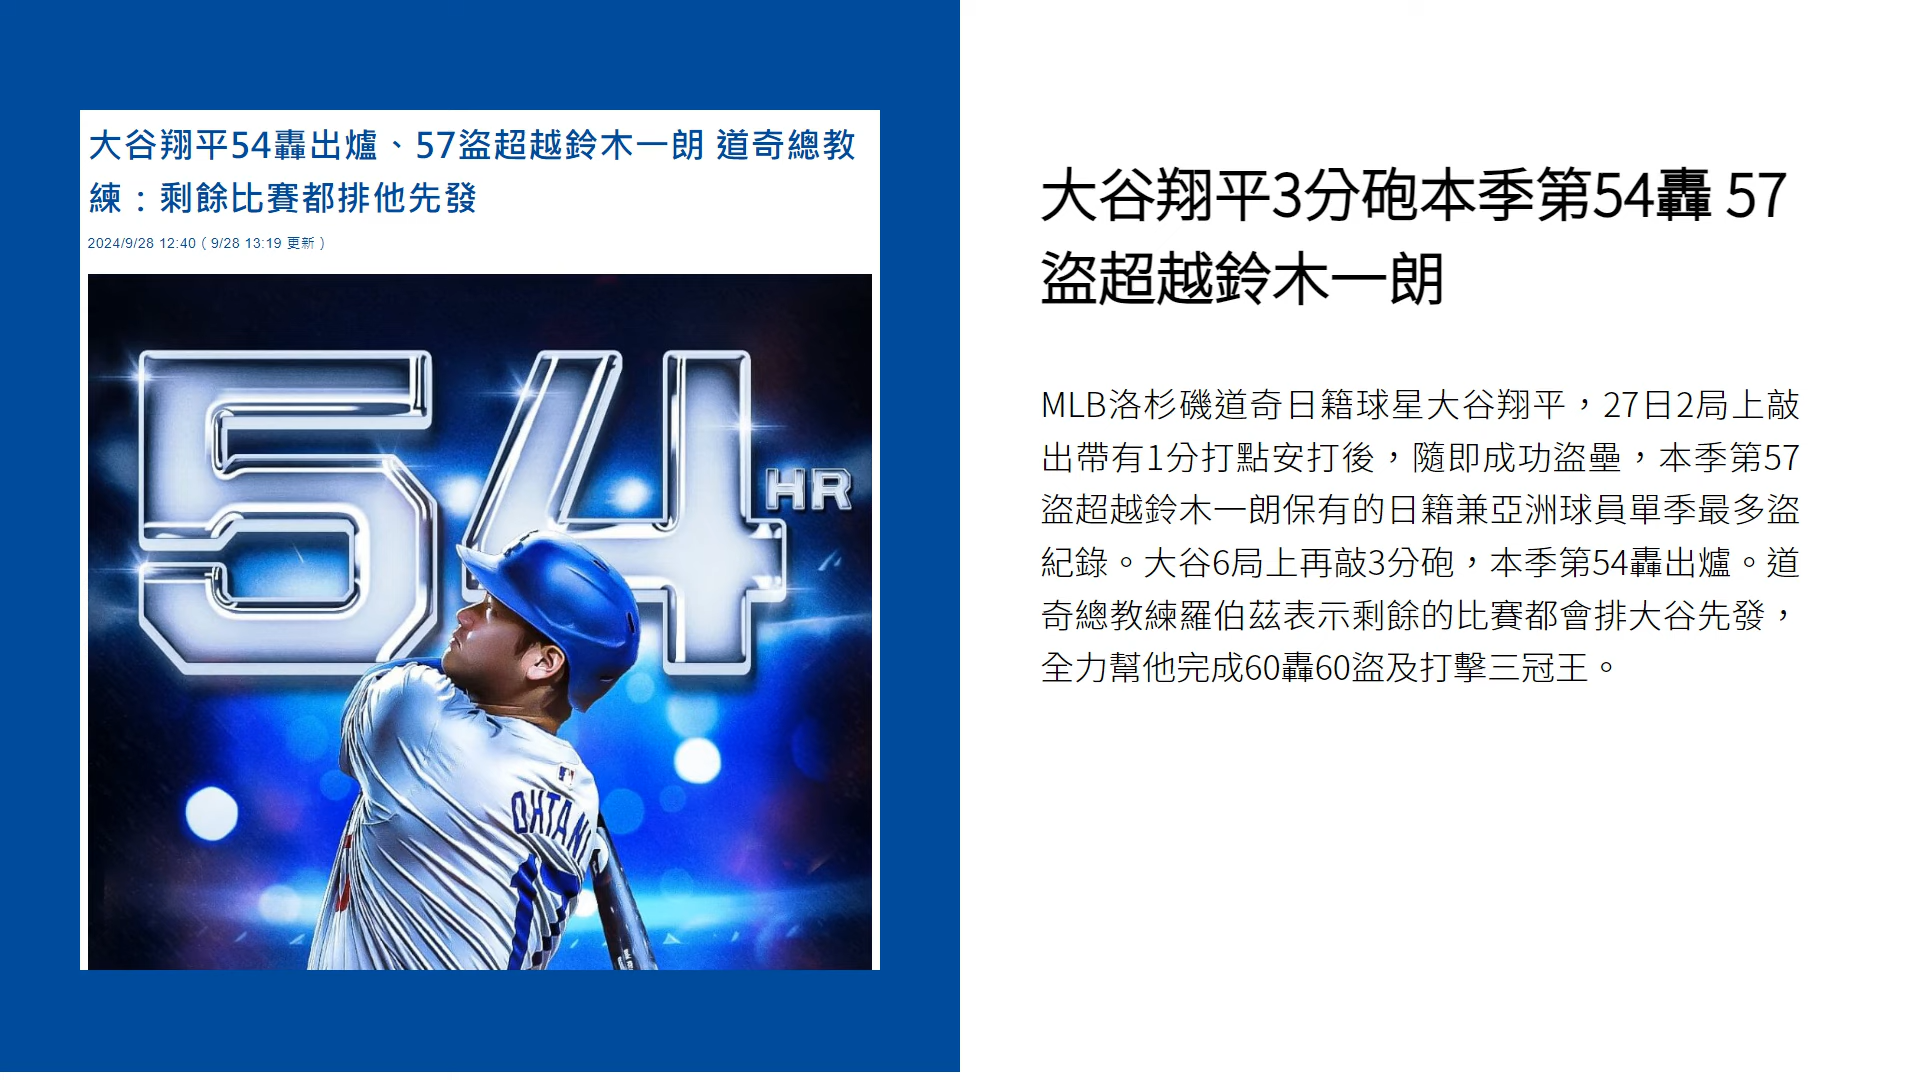 大谷翔平54轟出爐、57盜超越鈴木一朗 道奇總教
練：剩餘比賽都排他先發
2024/9/28 12:40（9/28 13:19 更新）
54
HR
OHTANI
大谷翔平3分砲本季第54轟 57
盜超越鈴木一朗
MLB洛杉磯道奇日籍球星大谷翔平，27日2局上敲
出帶有1分打點安打後，隨即成功盜壘，本季第57
盜超越鈴木一朗保有的日籍兼亞洲球員單季最多盜
紀錄。大谷6局上再敲3分砲，本季第54轟出爐。道
奇總教練羅伯茲表示剩餘的比賽都會排大谷先發，
全力幫他完成60轟60盜及打擊三冠王。